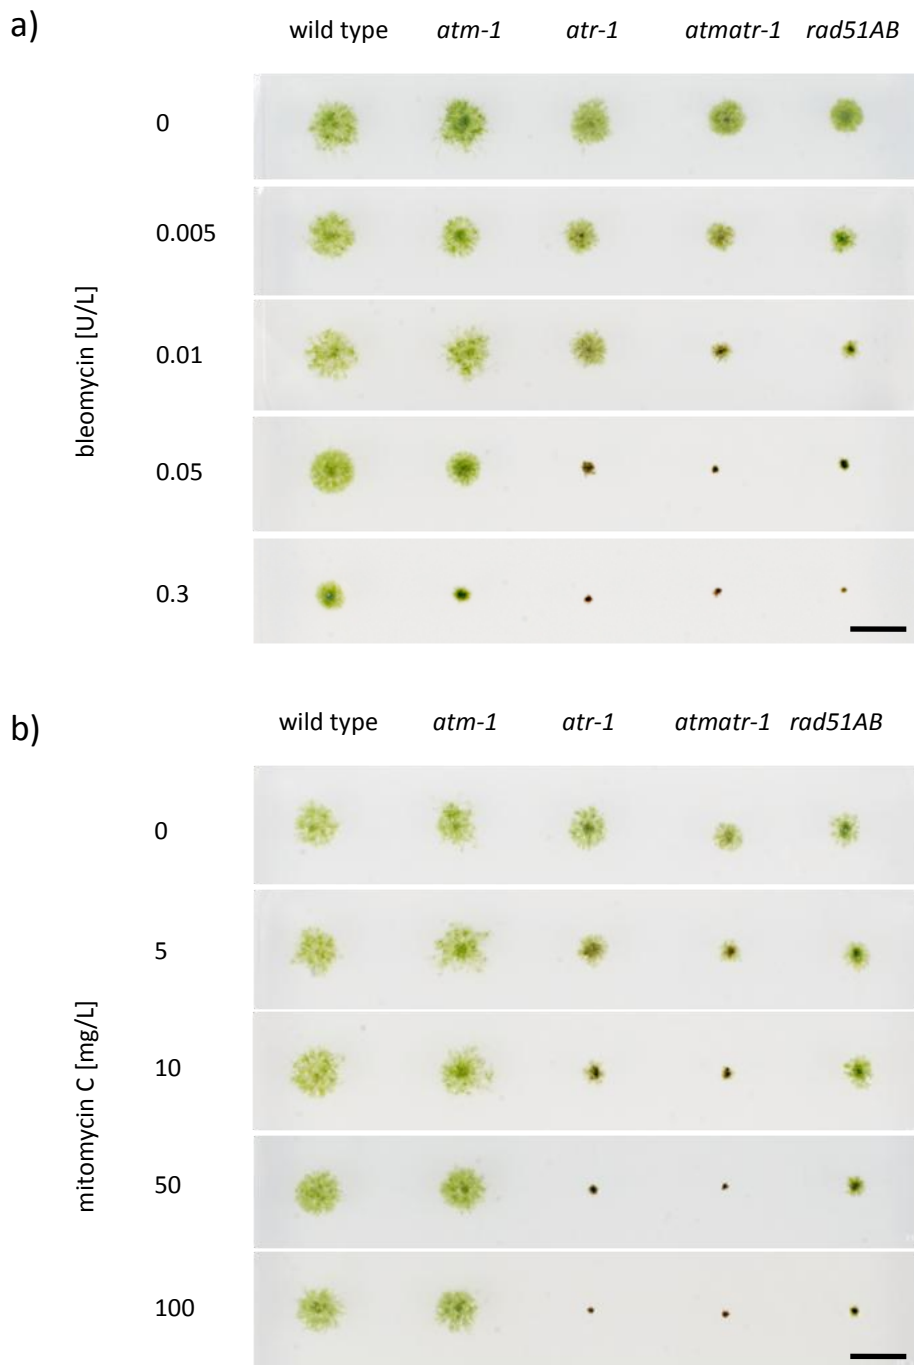 a)
wild type atm-1 atr-1 atmatr-1 rad51AB
0
0.005
0.01
0.05
0.3
bleomycin [U/L]
b)
wild type atm-1 atr-1 atmatr-1 rad51AB
0
5
10
50
100
mitomycin C [mg/L]